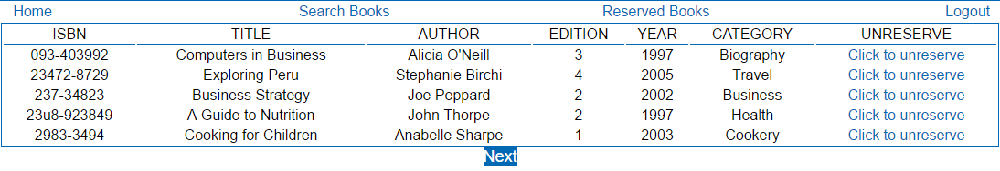 Home Search Books Reserved Books Logout
ISBN TITLE AUTHOR EDITION YEAR CATEGORY UNRESERVE
093-403992 Computers in Business Alicia O'Neill 3 1997 Biography Click to unreserve
23472-8729 Exploring Peru Stephanie Birchi 4 2005 Travel Click to unreserve
237-34823 Business Strategy Joe Peppard 2 2002 Business Click to unreserve
23u8-923849 A Guide to Nutrition John Thorpe 2 1997 Health Click to unreserve
2983-3494 Cooking for Children Anabelle Sharpe 1 2003 Cookery Click to unreserve
Next